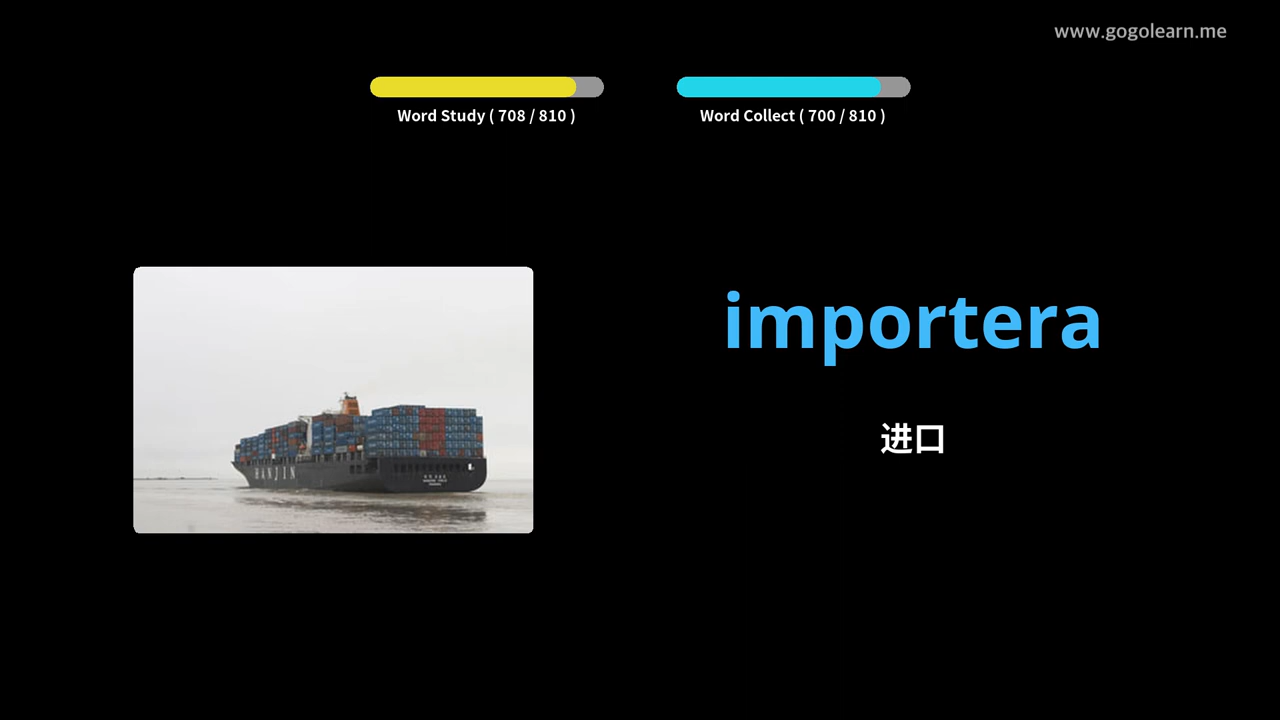 www.gogolearn.me
Word Study ( 708 / 810 )
Word Collect ( 700 / 810 )
importera
进口
HANJIN